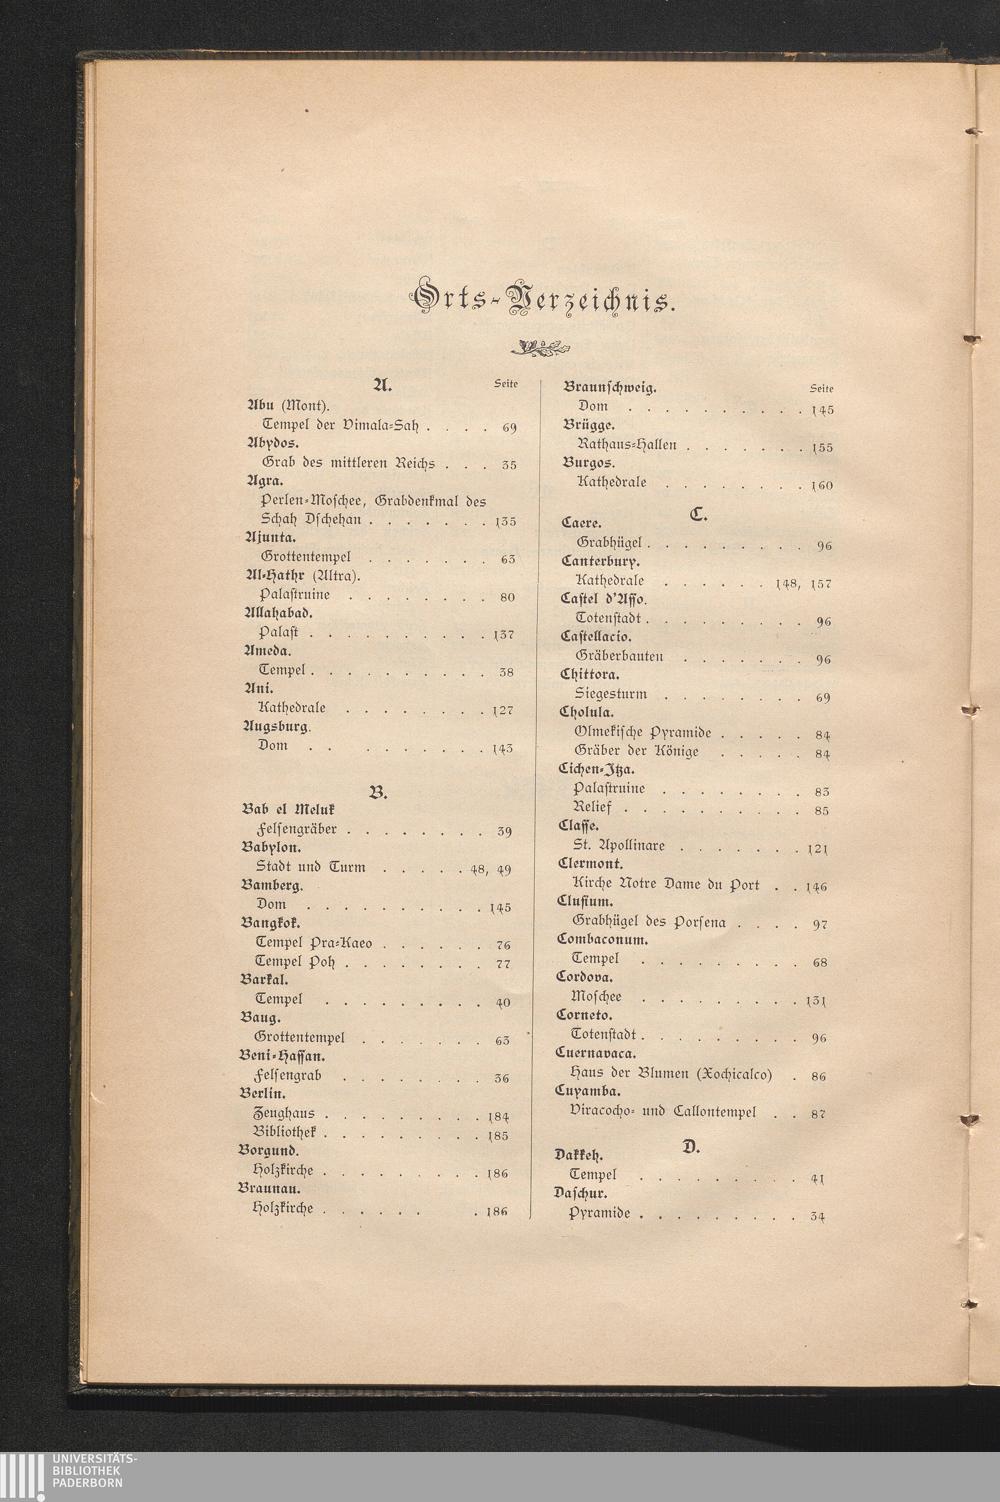 Orts-Verzeichnis.
A.
Seite
Abu (Mont).
Tempel der Vimala-Sah . . . . 69
Abydos.
Grab des mittleren Reichs . . . 35
Agra.
Perlen-Moschee, Grabdenkmal des
Schah Dschehan . . . . . . . 135
Ajunta.
Grottentempel . . . . . . . 63
Al-Hathr (Altra).
Palastruine . . . . . . . . 80
Allahabad.
Palast . . . . . . . . . . 137
Ameda.
Tempel . . . . . . . . . . 38
Ani.
Kathedrale . . . . . . . . 127
Augsburg.
Dom . . . . . . . . . 143
B.
Bab el Meluk
Felsengräber . . . . . . . . 39
Babylon.
Stadt und Turm . . . . . 48, 49
Bamberg.
Dom . . . . . . . . . . 145
Bangkok.
Tempel Pra-Kaeo . . . . . . 76
Tempel Poh . . . . . . . . 77
Barkal.
Tempel . . . . . . . . . 40
Baug.
Grottentempel . . . . . . . 63
Beni-Hassan.
Felsengrab . . . . . . . . 36
Berlin.
Zeughaus . . . . . . . . . 184
Bibliothek . . . . . . . . . 185
Borgund.
Holzkirche . . . . . . . . . 186
Braunau.
Holzkirche . . . . . . . 186
Braunschweig.
Seite
Dom . . . . . . . . . . 145
Brügge.
Rathaus-Hallen . . . . . . . 155
Burgos.
Kathedrale . . . . . . . . 160
C.
Caere.
Grabhügel . . . . . . . . . 96
Canterbury.
Kathedrale . . . . . . 148, 157
Castel d'Asso.
Totenstadt . . . . . . . . . 96
Castellacio.
Gräberbauten . . . . . . . 96
Chittora.
Siegesturm . . . . . . . . 69
Cholula.
Olmekische Pyramide . . . . . 84
Gräber der Könige . . . . . 84
Cichen-Itza.
Palastruine . . . . . . . . 83
Relief . . . . . . . . . . 85
Classe.
St. Apollinare . . . . . . . 121
Clermont.
Kirche Notre Dame du Port . . 146
Clusium.
Grabhügel des Porsena . . . . 97
Combaconum.
Tempel . . . . . . . . . 68
Cordova.
Moschee . . . . . . . . . 131
Corneto.
Totenstadt . . . . . . . . . 96
Cuernavaca.
Haus der Blumen (Xochicalco) . 86
Cuyamba.
Viracocho- und Callontempel . . 87
D.
Dakkeh.
Tempel . . . . . . . . . 41
Daschur.
Pyramide . . . . . . . . . 34
UNIVERSITÄTS-
BIBLIOTHEK
PADERBORN